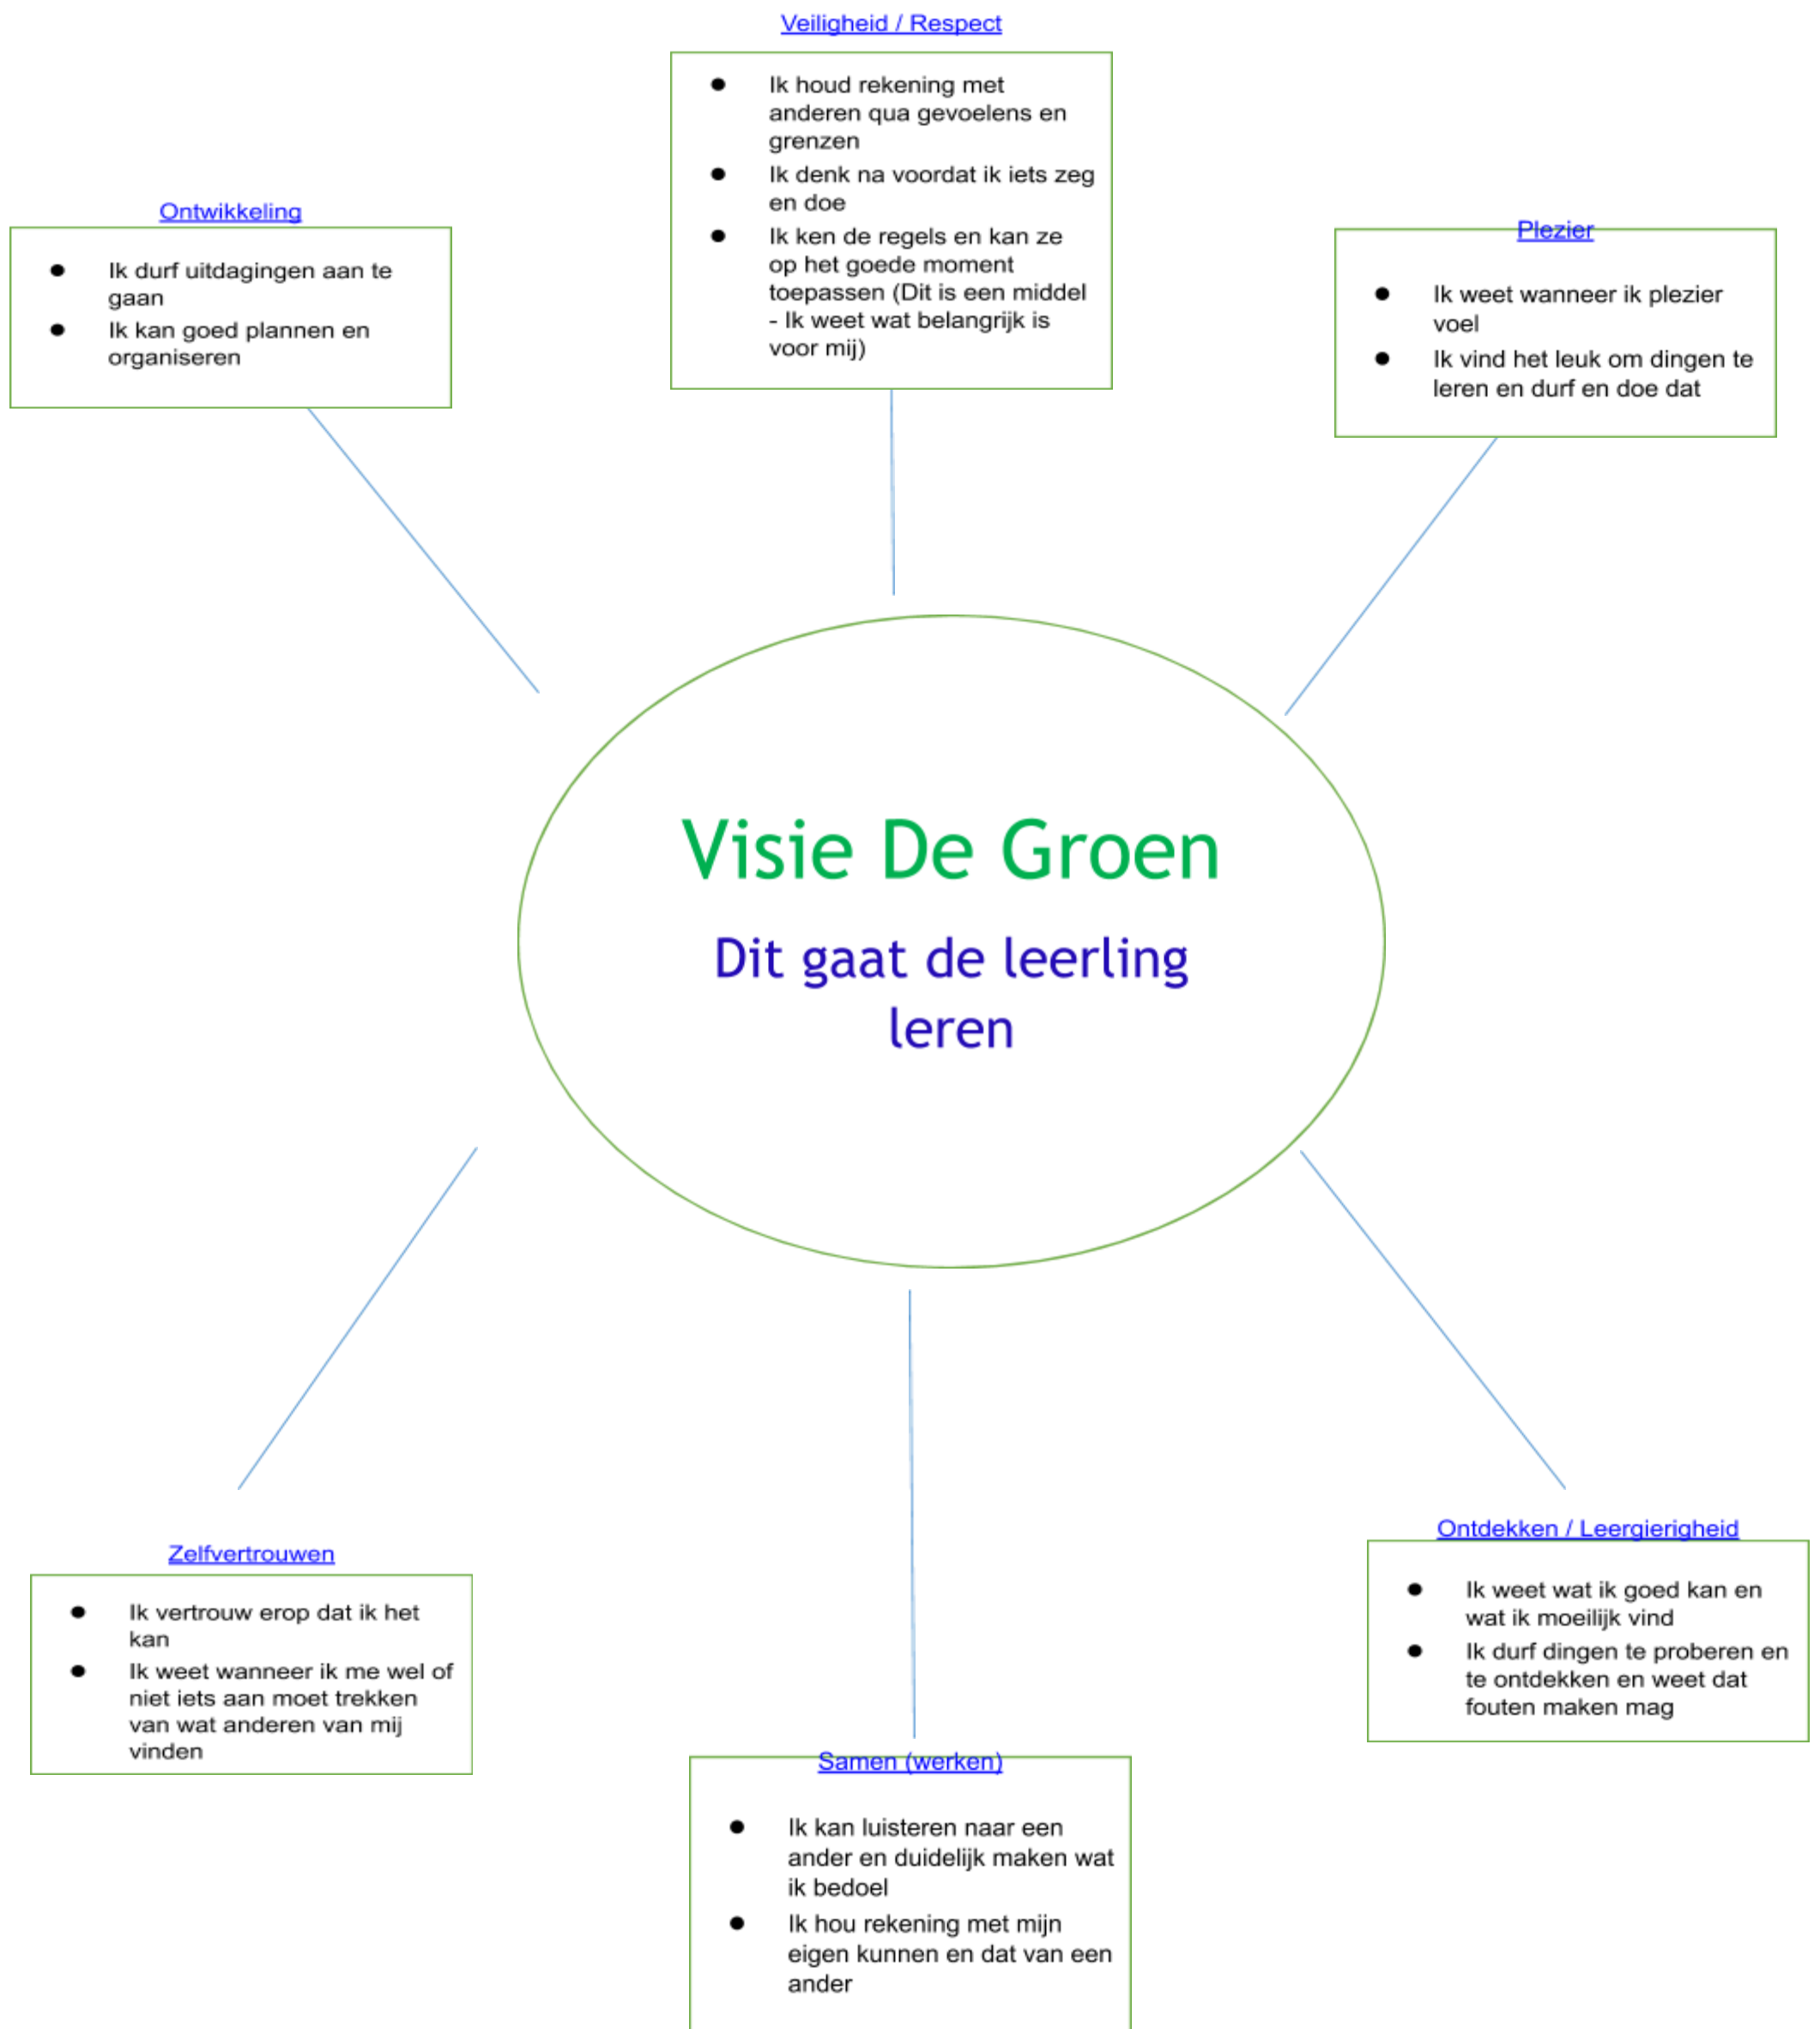 Veiligheid / Respect
● Ik houd rekening met
anderen qua gevoelens en
grenzen
● Ik denk na voordat ik iets zeg
en doe
● Ik ken de regels en kan ze
op het goede moment
toepassen (Dit is een middel
- Ik weet wat belangrijk is
voor mij)
Ontwikkeling
● Ik durf uitdagingen aan te
gaan
● Ik kan goed plannen en
organiseren
Plezier
● Ik weet wanneer ik plezier
voel
● Ik vind het leuk om dingen te
leren en durf en doe dat
Visie De Groen
Dit gaat de leerling
leren
Zelfvertrouwen
● Ik vertrouw erop dat ik het
kan
● Ik weet wanneer ik me wel of
niet iets aan moet trekken
van wat anderen van mij
vinden
Samen (werken)
● Ik kan luisteren naar een
ander en duidelijk maken wat
ik bedoel
● Ik hou rekening met mijn
eigen kunnen en dat van een
ander
Ontdekken / Leergierigheid
● Ik weet wat ik goed kan en
wat ik moeilijk vind
● Ik durf dingen te proberen en
te ontdekken en weet dat
fouten maken mag